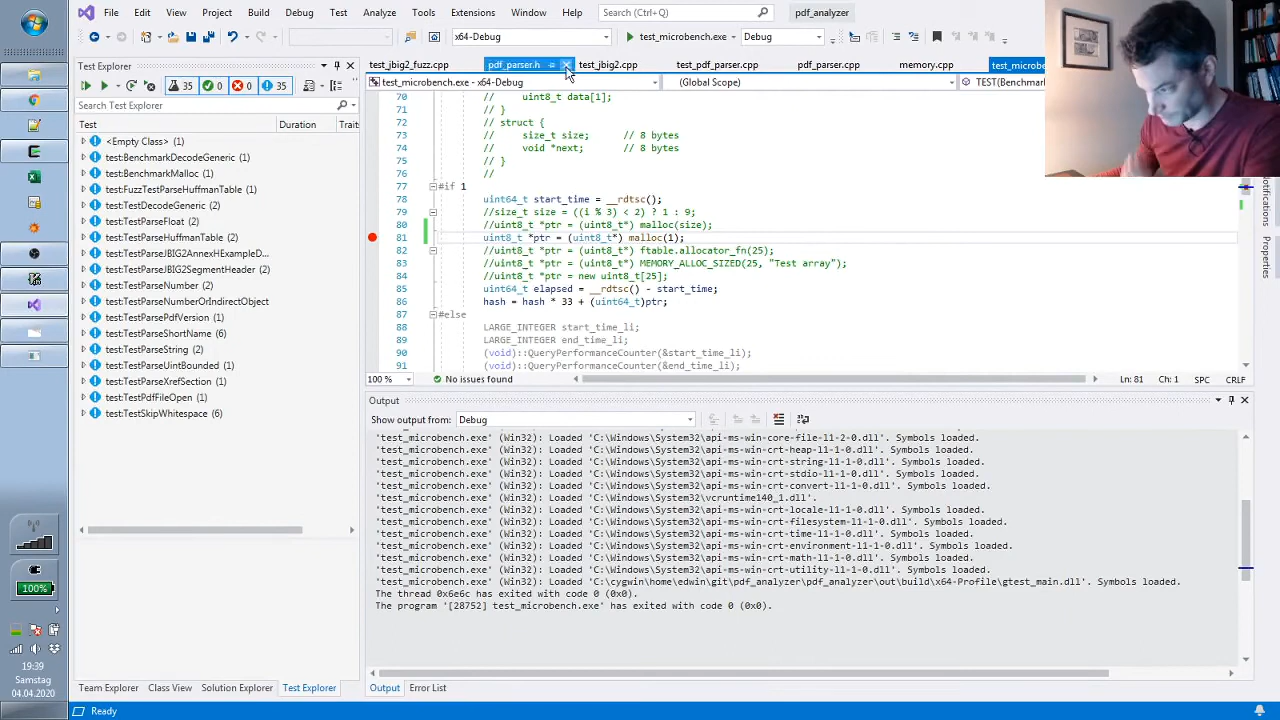 File Edit View Project Build Debug Test Analyze Tools Extensions Window Help Search (Ctrl+Q) pdf_analyzer
x64-Debug test_microbench.exe Debug
Test Explorer
35 0 0 35
Search (Ctrl+E)
Test Duration Traits
<Empty Class> (1)
test:BenchmarkDecodeGeneric (1)
test:BenchmarkMalloc (1)
test:FuzzTestParseHuffmanTable (1)
test:TestDecodeGeneric (2)
test:TestParseFloat (2)
test:TestParseHuffmanTable (2)
test:TestParseJBIG2AnnexHExampleD...
test:TestParseJBIG2SegmentHeader (2)
test:TestParseNumber (2)
test:TestParseNumberOrIndirectObject
test:TestParsePdfVersion (1)
test:TestParseShortName (6)
test:TestParseString (2)
test:TestParseUintBounded (1)
test:TestParseXrefSection (1)
test:TestPdfFileOpen (1)
test:TestSkipWhitespace (6)
Team Explorer Class View Solution Explorer Test Explorer
test_jbig2_fuzz.cpp pdf_parser.h test_jbig2.cpp test_pdf_parser.cpp pdf_parser.cpp memory.cpp test_microb
test_microbench.exe - x64-Debug (Global Scope) TEST(Benchmar
70 // uint8_t data[1];
71 // }
72 // struct {
73 // size_t size; // 8 bytes
74 // void *next; // 8 bytes
75 // }
76 //
77 #if 1
78 uint64_t start_time = __rdtsc();
79 //size_t size = ((i % 3) < 2) ? 1 : 9;
80 //uint8_t *ptr = (uint8_t*) malloc(size);
81 uint8_t *ptr = (uint8_t*) malloc(1);
82 //uint8_t *ptr = (uint8_t*) ftable.allocator_fn(25);
83 //uint8_t *ptr = (uint8_t*) MEMORY_ALLOC_SIZED(25, "Test array");
84 //uint8_t *ptr = new uint8_t[25];
85 uint64_t elapsed = __rdtsc() - start_time;
86 hash = hash * 33 + (uint64_t)ptr;
87 #else
88 LARGE_INTEGER start_time_li;
89 LARGE_INTEGER end_time_li;
90 (void)::QueryPerformanceCounter(&start_time_li);
91 (void)::QueryPerformanceCounter(&end_time_li);
100 % No issues found Ln: 81 Ch: 1 SPC CRLF
Output
Show output from: Debug
'test_microbench.exe' (Win32): Loaded 'C:\Windows\System32\api-ms-win-core-file-l1-2-0.dll'. Symbols loaded.
'test_microbench.exe' (Win32): Loaded 'C:\Windows\System32\api-ms-win-crt-heap-l1-1-0.dll'. Symbols loaded.
'test_microbench.exe' (Win32): Loaded 'C:\Windows\System32\api-ms-win-crt-string-l1-1-0.dll'. Symbols loaded.
'test_microbench.exe' (Win32): Loaded 'C:\Windows\System32\api-ms-win-crt-stdio-l1-1-0.dll'. Symbols loaded.
'test_microbench.exe' (Win32): Loaded 'C:\Windows\System32\api-ms-win-crt-convert-l1-1-0.dll'. Symbols loaded.
'test_microbench.exe' (Win32): Loaded 'C:\Windows\System32\vcruntime140_1.dll'.
'test_microbench.exe' (Win32): Loaded 'C:\Windows\System32\api-ms-win-crt-locale-l1-1-0.dll'. Symbols loaded.
'test_microbench.exe' (Win32): Loaded 'C:\Windows\System32\api-ms-win-crt-filesystem-l1-1-0.dll'. Symbols loaded.
'test_microbench.exe' (Win32): Loaded 'C:\Windows\System32\api-ms-win-crt-time-l1-1-0.dll'. Symbols loaded.
'test_microbench.exe' (Win32): Loaded 'C:\Windows\System32\api-ms-win-crt-environment-l1-1-0.dll'. Symbols loaded.
'test_microbench.exe' (Win32): Loaded 'C:\Windows\System32\api-ms-win-crt-math-l1-1-0.dll'. Symbols loaded.
'test_microbench.exe' (Win32): Loaded 'C:\Windows\System32\api-ms-win-crt-utility-l1-1-0.dll'. Symbols loaded.
'test_microbench.exe' (Win32): Loaded 'C:\cygwin\home\edwin\git\pdf_analyzer\pdf_analyzer\out\build\x64-Profile\gtest_main.dll'. Symbols loaded.
The thread 0x6e6c has exited with code 0 (0x0).
The program '[28752] test_microbench.exe' has exited with code 0 (0x0).
Output Error List
Properties
100%
19:39
Samstag
04.04.2020
Ready